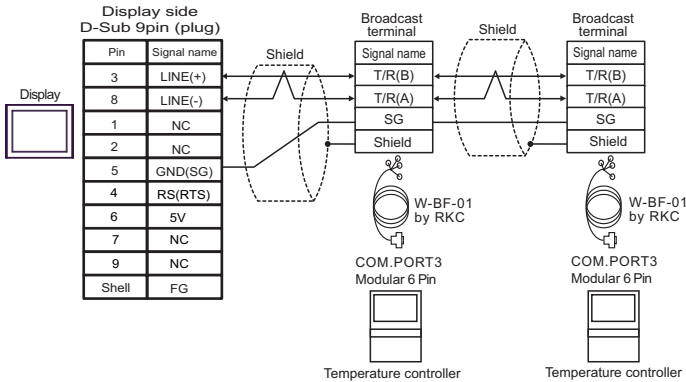 Display side
D-Sub 9pin (plug)
Pin Signal name
3 LINE(+)
8 LINE(-)
1 NC
2 NC
5 GND(SG)
4 RS(RTS)
6 5V
7 NC
9 NC
Shell FG
Display
Shield
Broadcast
terminal
Signal name
T/R(B)
T/R(A)
SG
Shield
W-BF-01
by RKC
COM.PORT3
Modular 6 Pin
Temperature controller
Shield
Broadcast
terminal
Signal name
T/R(B)
T/R(A)
SG
Shield
W-BF-01
by RKC
COM.PORT3
Modular 6 Pin
Temperature controller